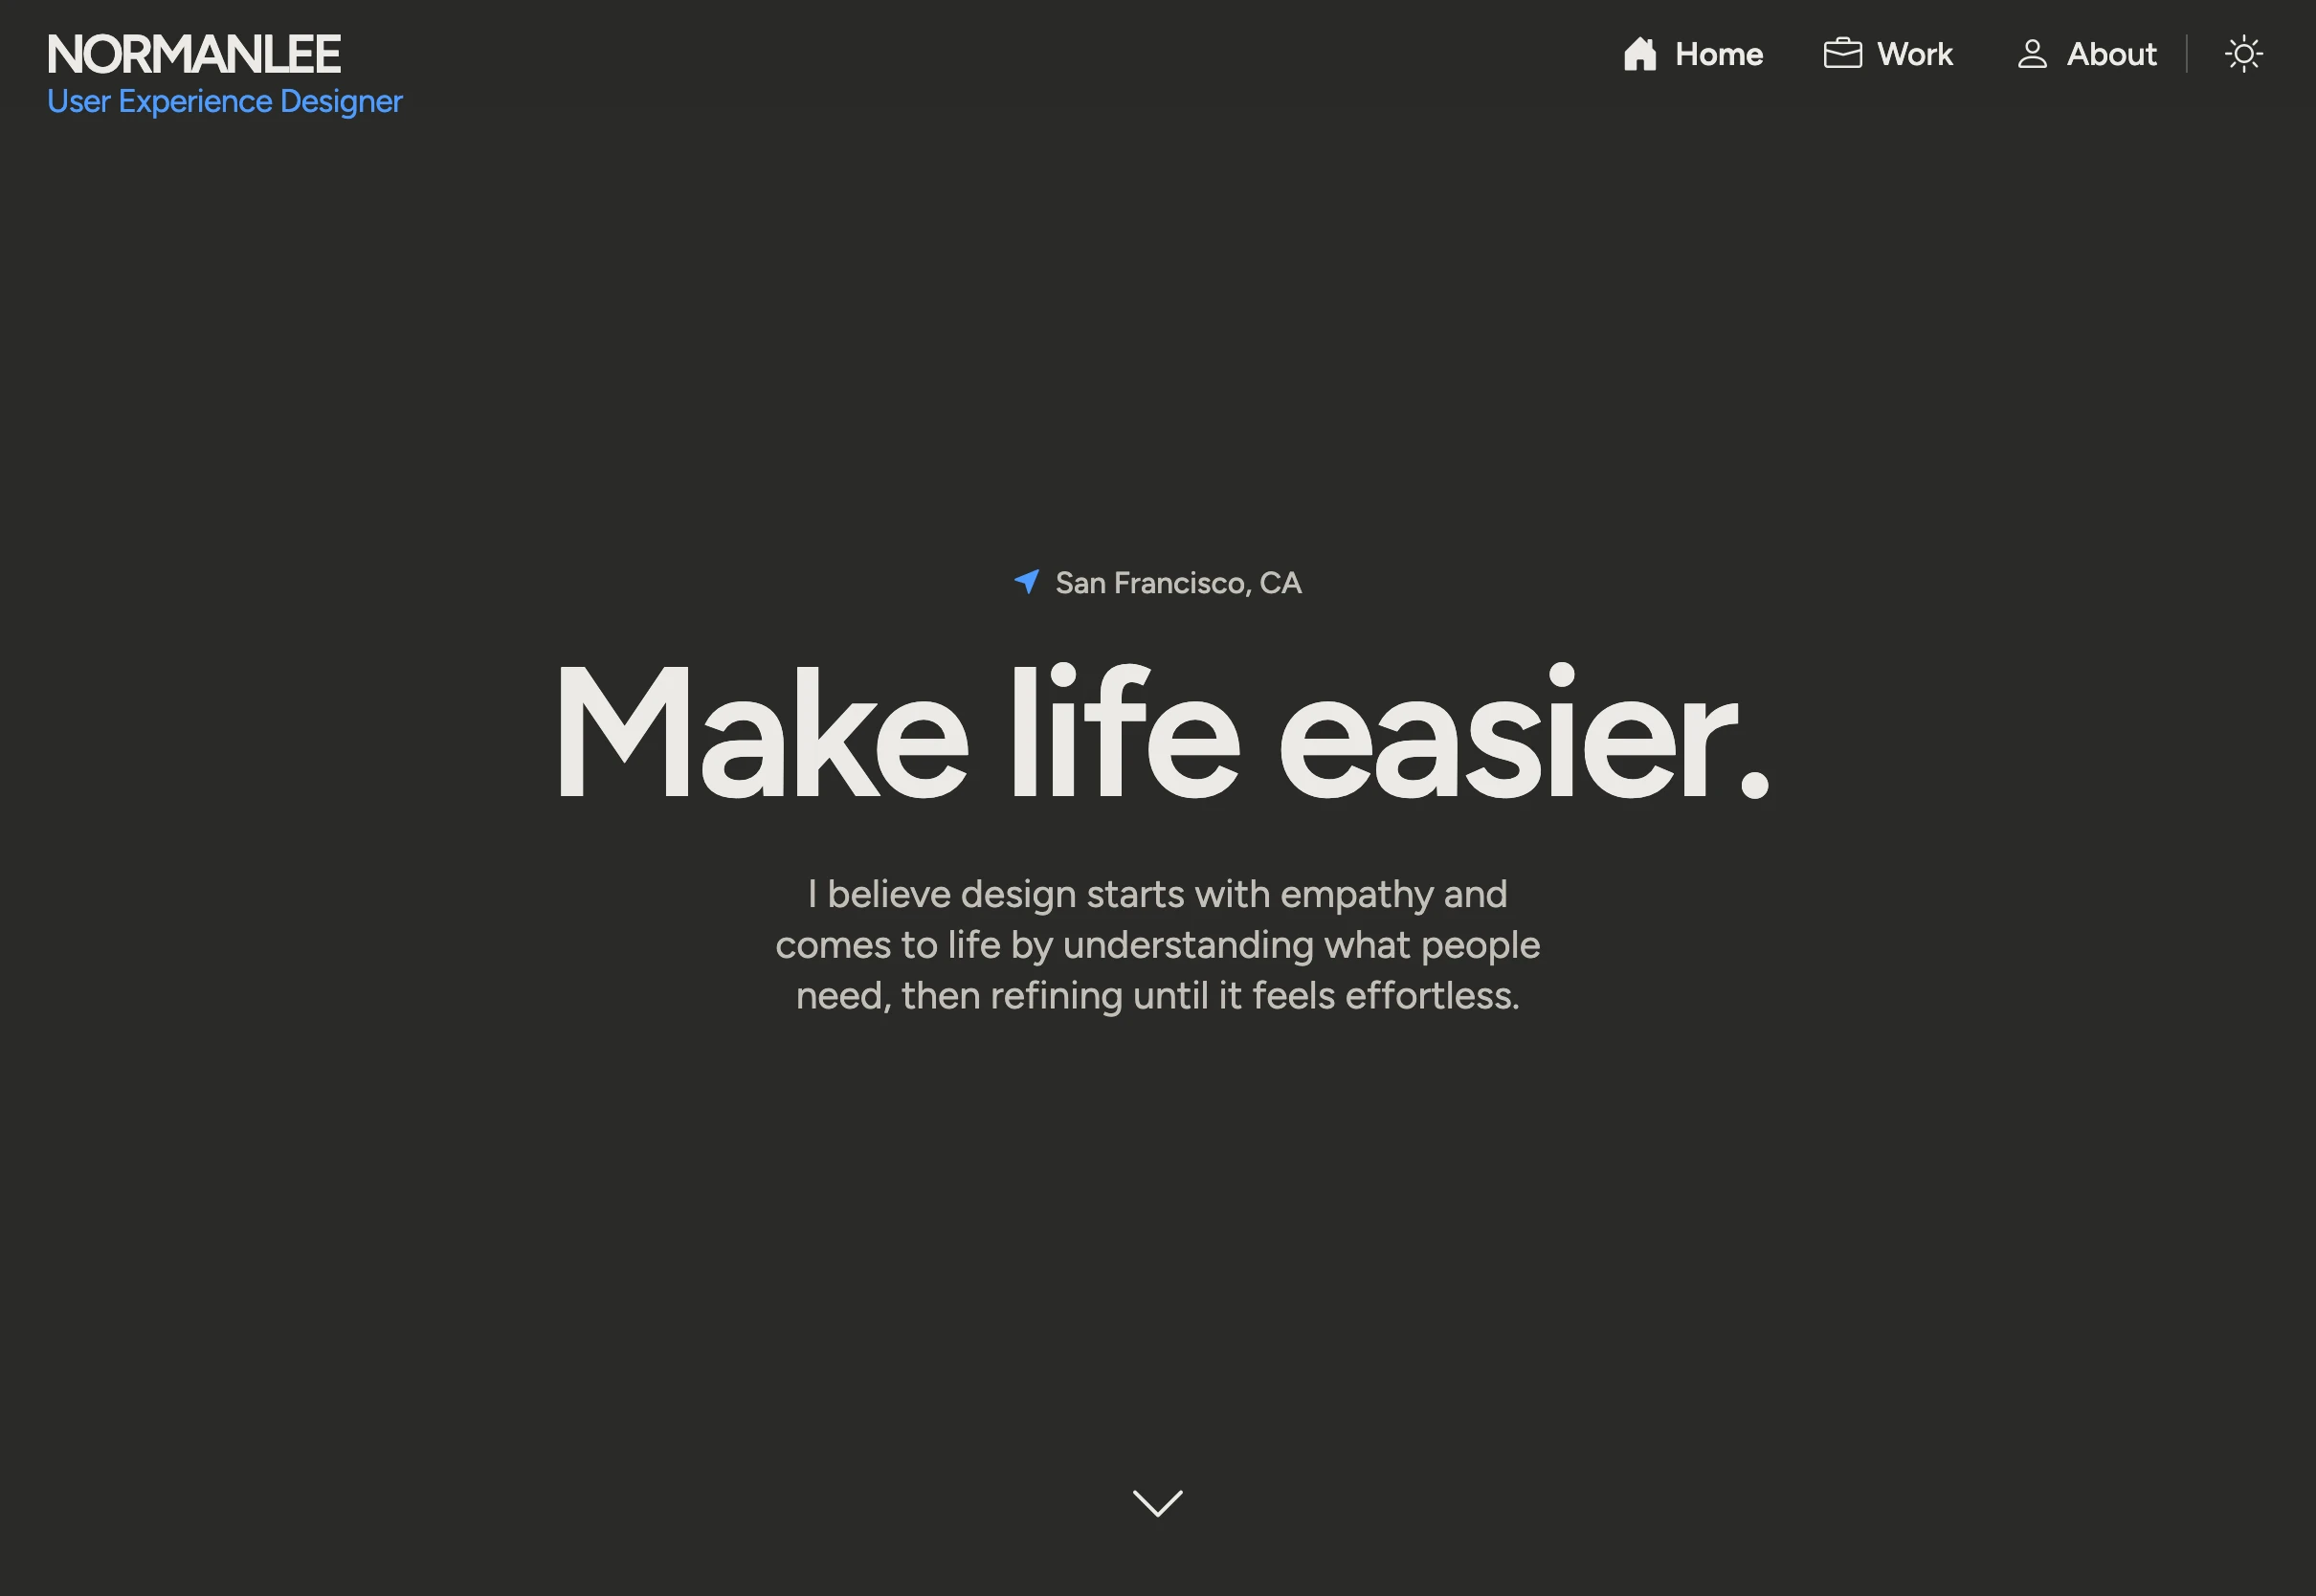 NORMANLEE
User Experience Designer
Home
Work
About
San Francisco, CA
Make life easier.
I believe design starts with empathy and
comes to life by understanding what people
need, then refining until it feels effortless.